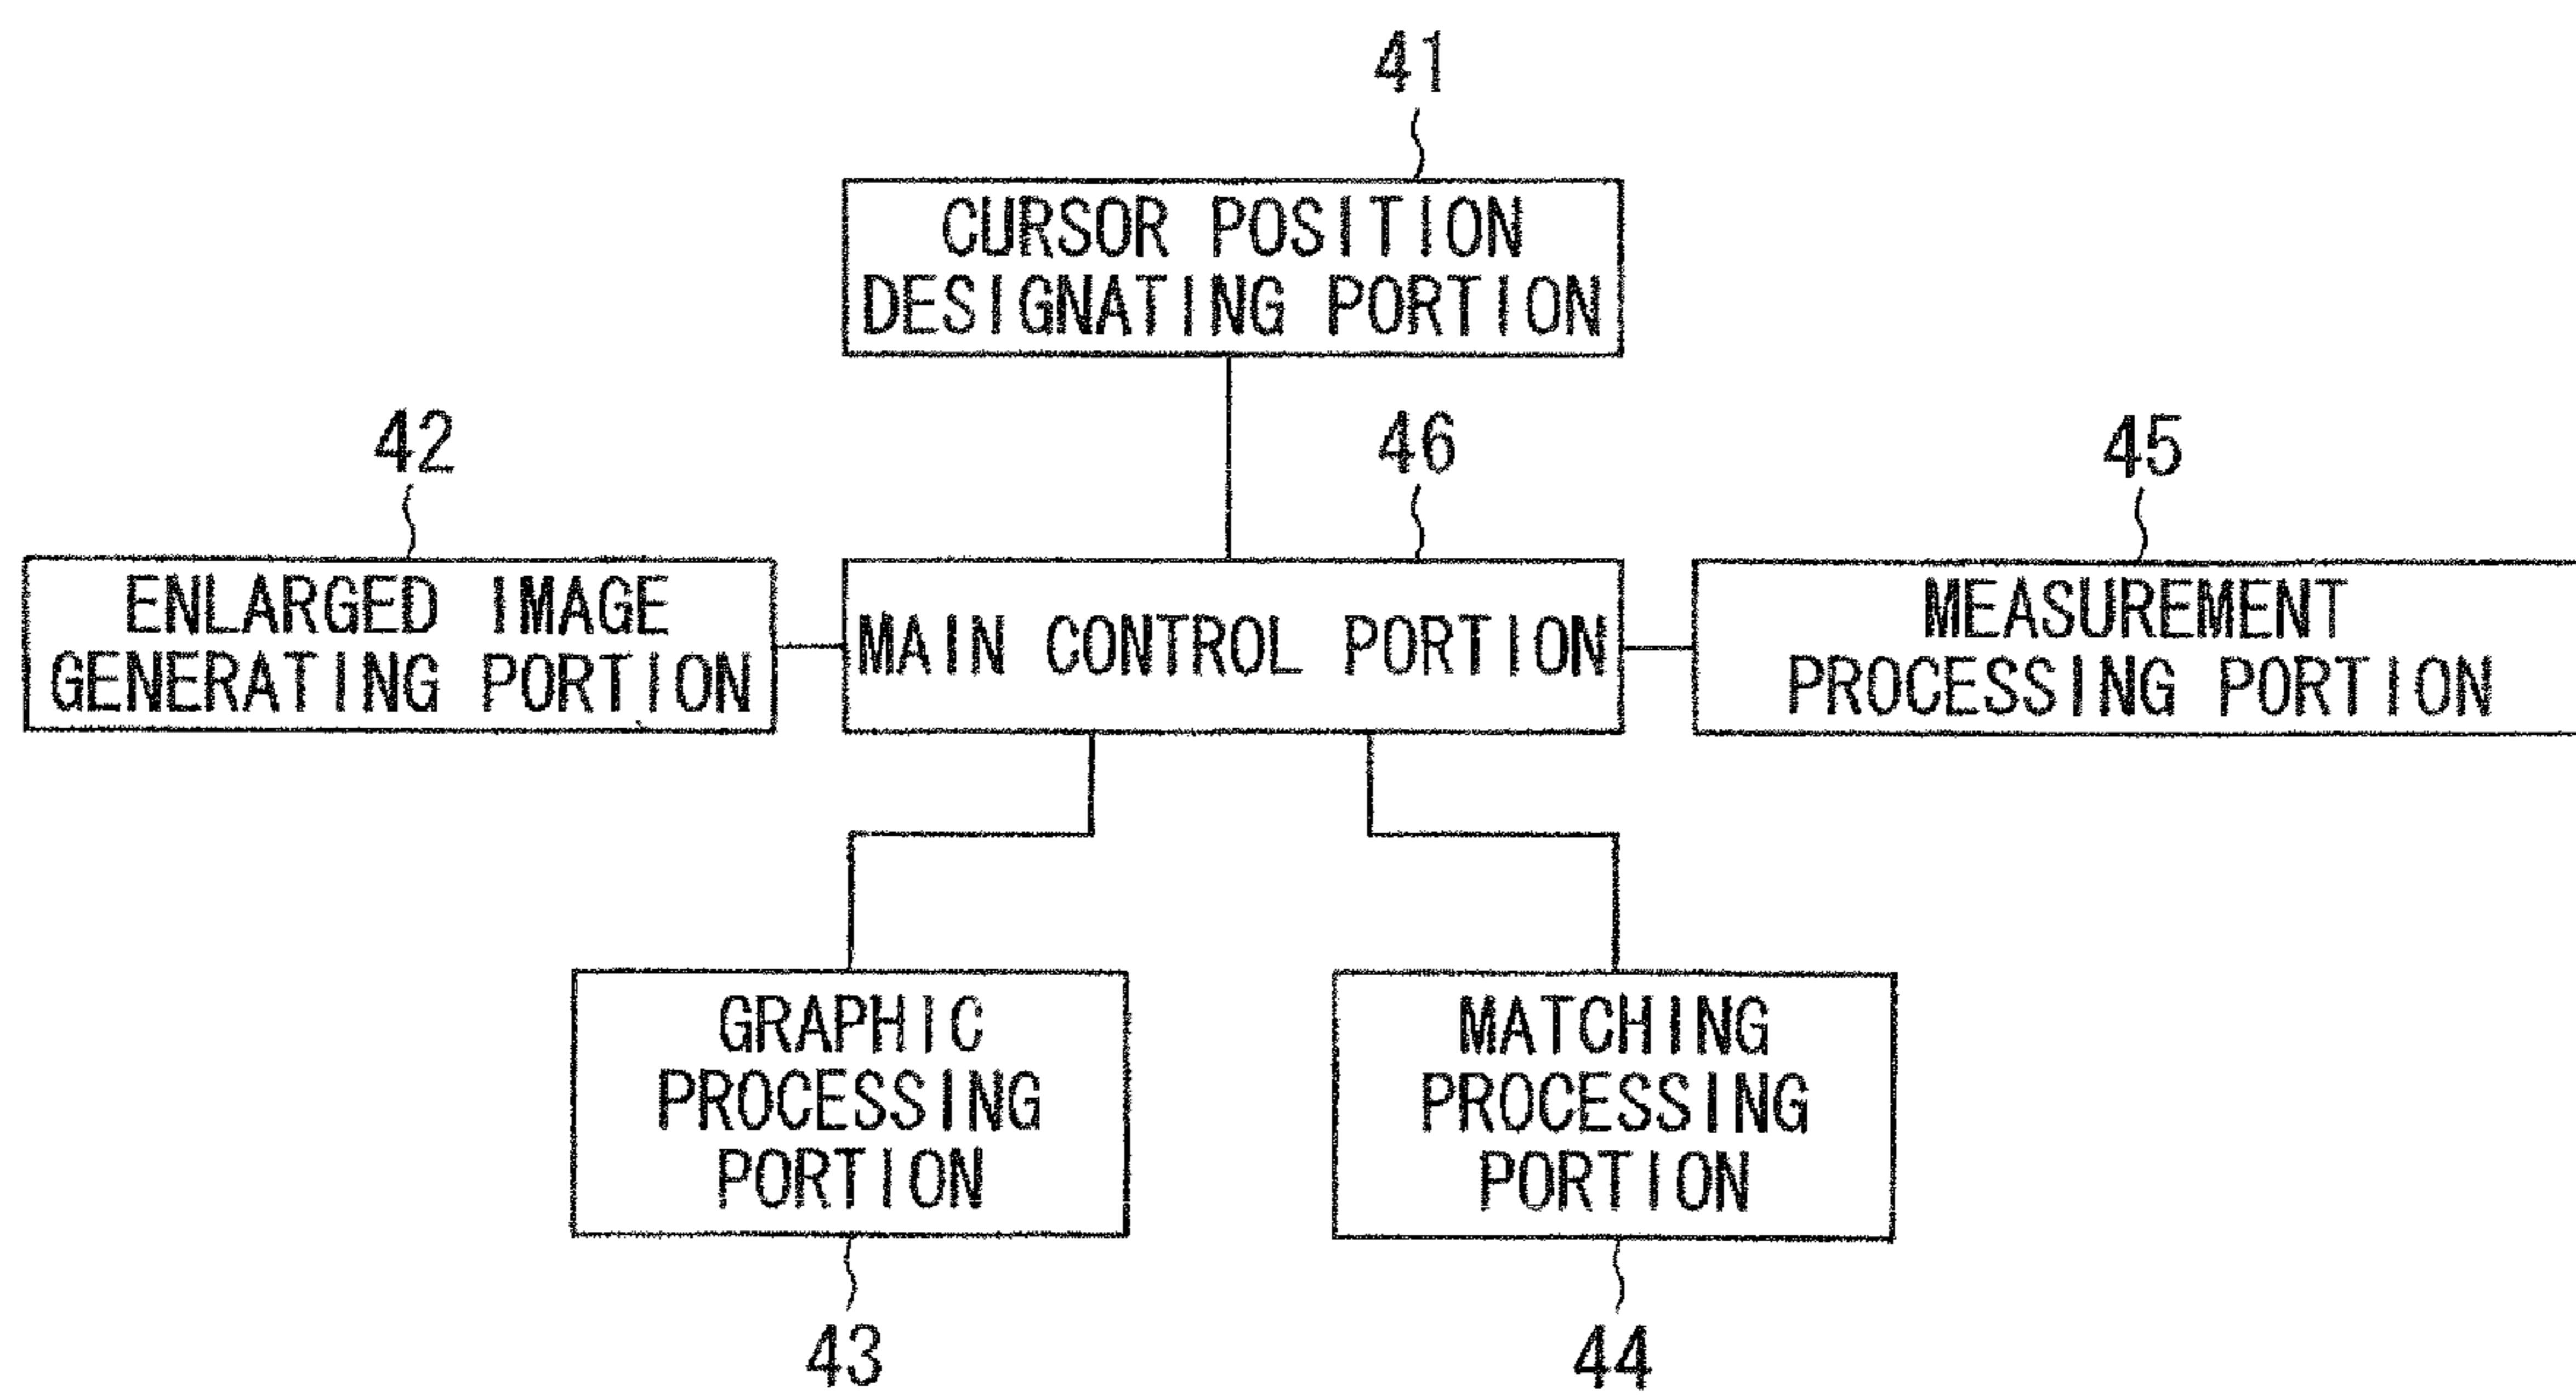 41
CURSOR POSITION
DESIGNATING PORTION
42
46
45
ENLARGED IMAGE
GENERATING PORTION
MAIN CONTROL PORTION
MEASUREMENT
PROCESSING PORTION
GRAPHIC
PROCESSING
PORTION
MATCHING
PROCESSING
PORTION
43
44